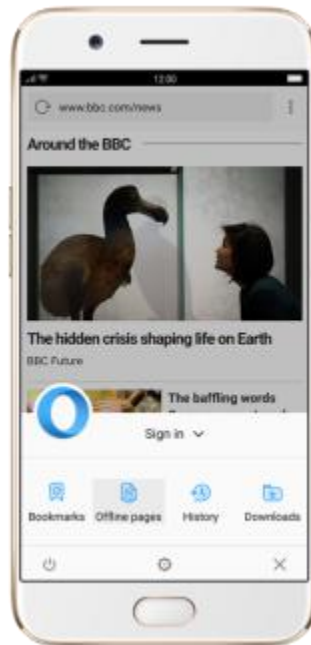 12:00
www.bbc.com/news
Around the BBC
The hidden crisis shaping life on Earth
BBC Future
The baffling words
Sign in
Bookmarks Offline pages History Downloads